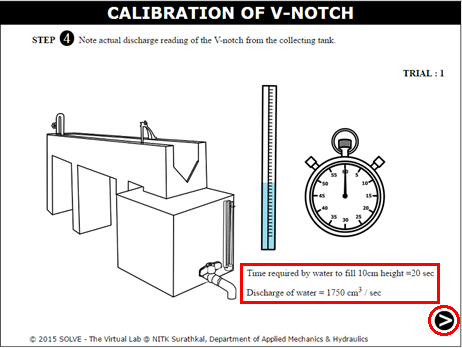 CALIBRATION OF V-NOTCH
STEP 4 Note actual discharge reading of the V-notch from the collecting tank.
TRIAL : 1
60
55 5
50 10
45 15
40 20
35 25
30
Time required by water to fill 10cm height =20 sec
Discharge of water = 1750 cm³ / sec
© 2015 SOLVE - The Virtual Lab @ NITK Surathkal, Department of Applied Mechanics & Hydraulics